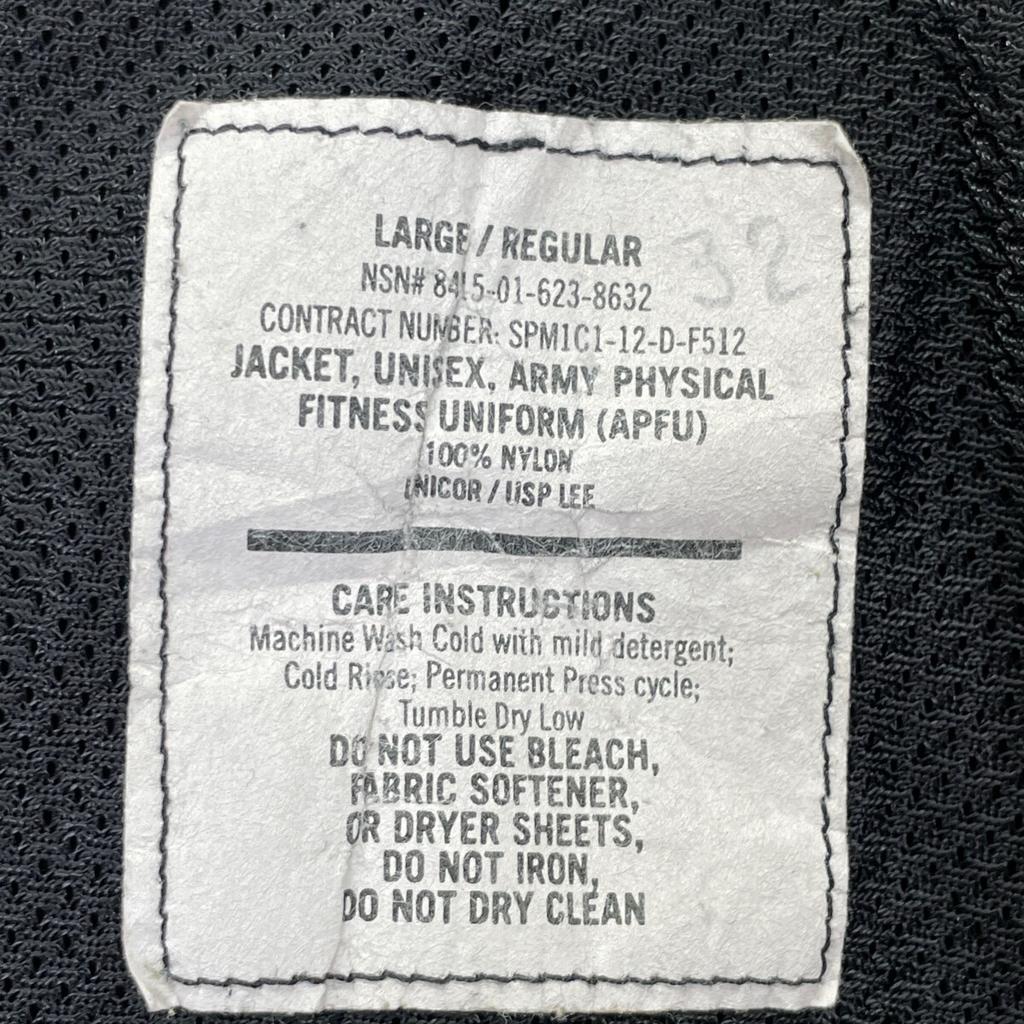 LARGE / REGULAR
32
NSN# 8415-01-623-8632
CONTRACT NUMBER: SPM1C1-12-D-F512
JACKET, UNISEX, ARMY PHYSICAL
FITNESS UNIFORM (APFU)
100% NYLON
UNICOR / USP LEE
CARE INSTRUCTIONS
Machine Wash Cold with mild detergent;
Cold Rinse; Permanent Press cycle;
Tumble Dry Low
DO NOT USE BLEACH,
FABRIC SOFTENER,
OR DRYER SHEETS,
DO NOT IRON,
DO NOT DRY CLEAN